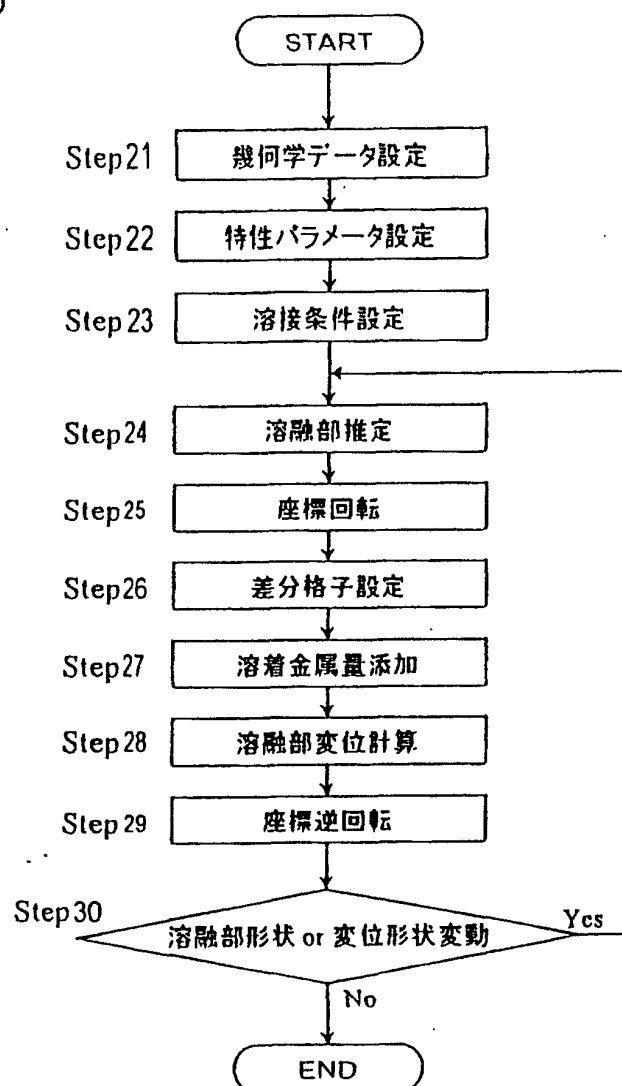 START
Step21 幾何学データ設定
Step22 特性パラメータ設定
Step23 溶接条件設定
Step24 溶融部推定
Step25 座標回転
Step26 差分格子設定
Step27 溶着金属量添加
Step28 溶融部変位計算
Step29 座標逆回転
Step30 溶融部形状 or 変位形状変動 Yes
No
END